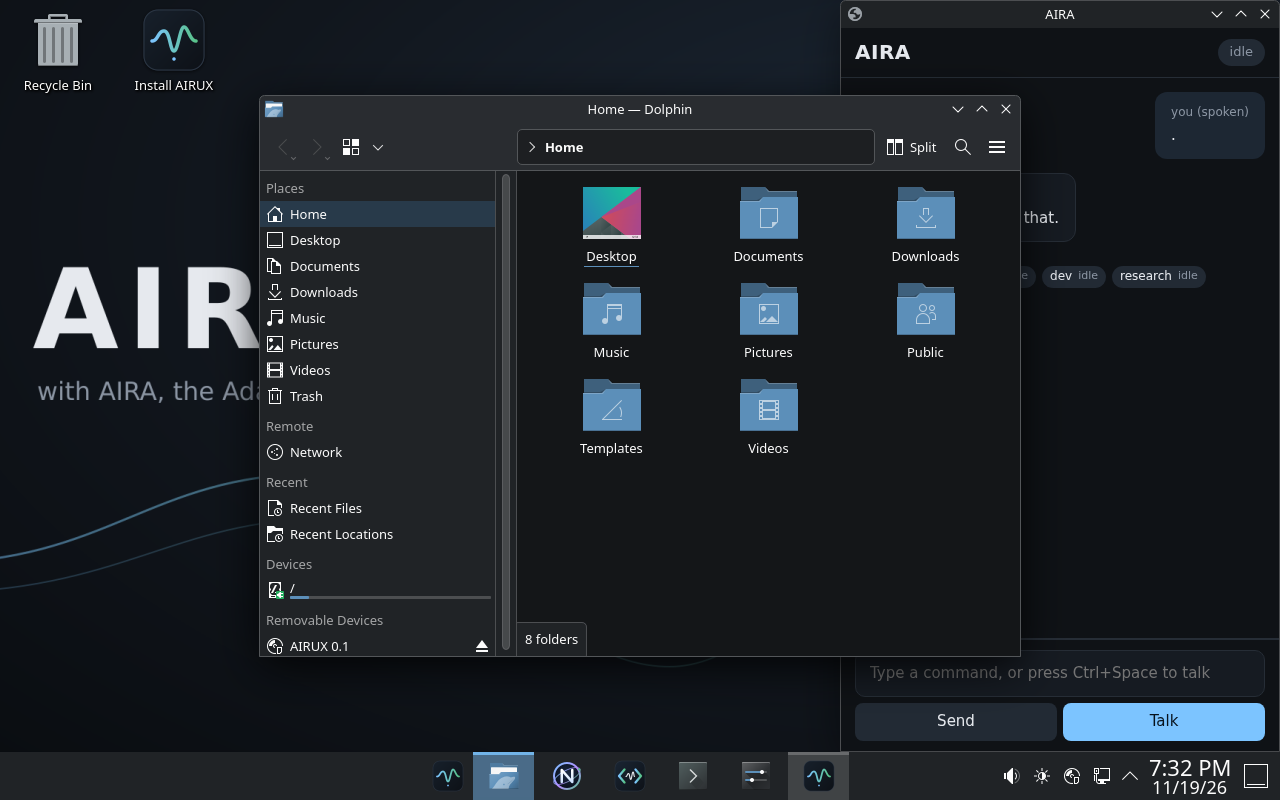 Recycle Bin
Install AIRUX
AIR
with AIRA, the Ada
AIRA
AIRA
idle
you (spoken)
.
that.
dev idle
research idle
Type a command, or press Ctrl+Space to talk
Send
Talk
Home — Dolphin
Home
Split
Places
Home
Desktop
Documents
Downloads
Music
Pictures
Videos
Trash
Remote
Network
Recent
Recent Files
Recent Locations
Devices
/
Removable Devices
AIRUX 0.1
Desktop
Documents
Downloads
Music
Pictures
Public
Templates
Videos
8 folders
7:32 PM
11/19/26